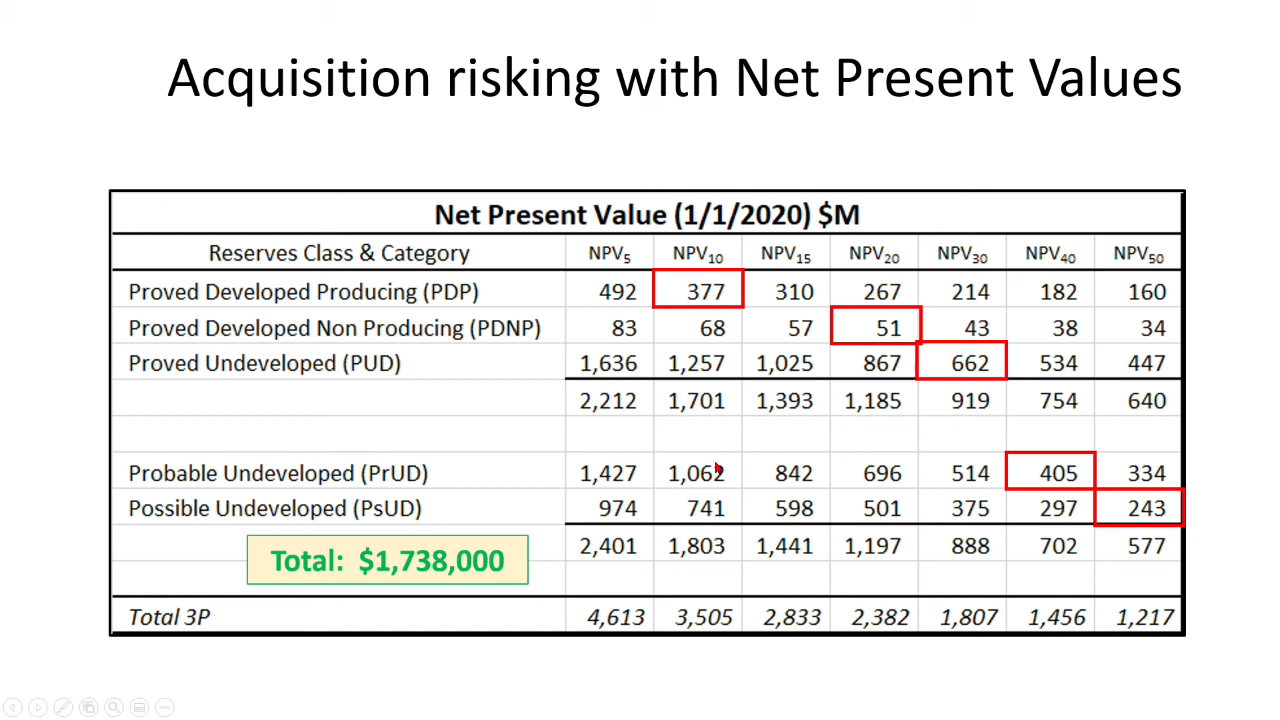 Acquisition risking with Net Present Values
Net Present Value (1/1/2020) $M
Reserves Class & Category NPV5 NPV10 NPV15 NPV20 NPV30 NPV40 NPV50
Proved Developed Producing (PDP) 492 377 310 267 214 182 160
Proved Developed Non Producing (PDNP) 83 68 57 51 43 38 34
Proved Undeveloped (PUD) 1,636 1,257 1,025 867 662 534 447
2,212 1,701 1,393 1,185 919 754 640
Probable Undeveloped (PrUD) 1,427 1,062 842 696 514 405 334
Possible Undeveloped (PsUD) 974 741 598 501 375 297 243
2,401 1,803 1,441 1,197 888 702 577
Total: $1,738,000
Total 3P 4,613 3,505 2,833 2,382 1,807 1,456 1,217